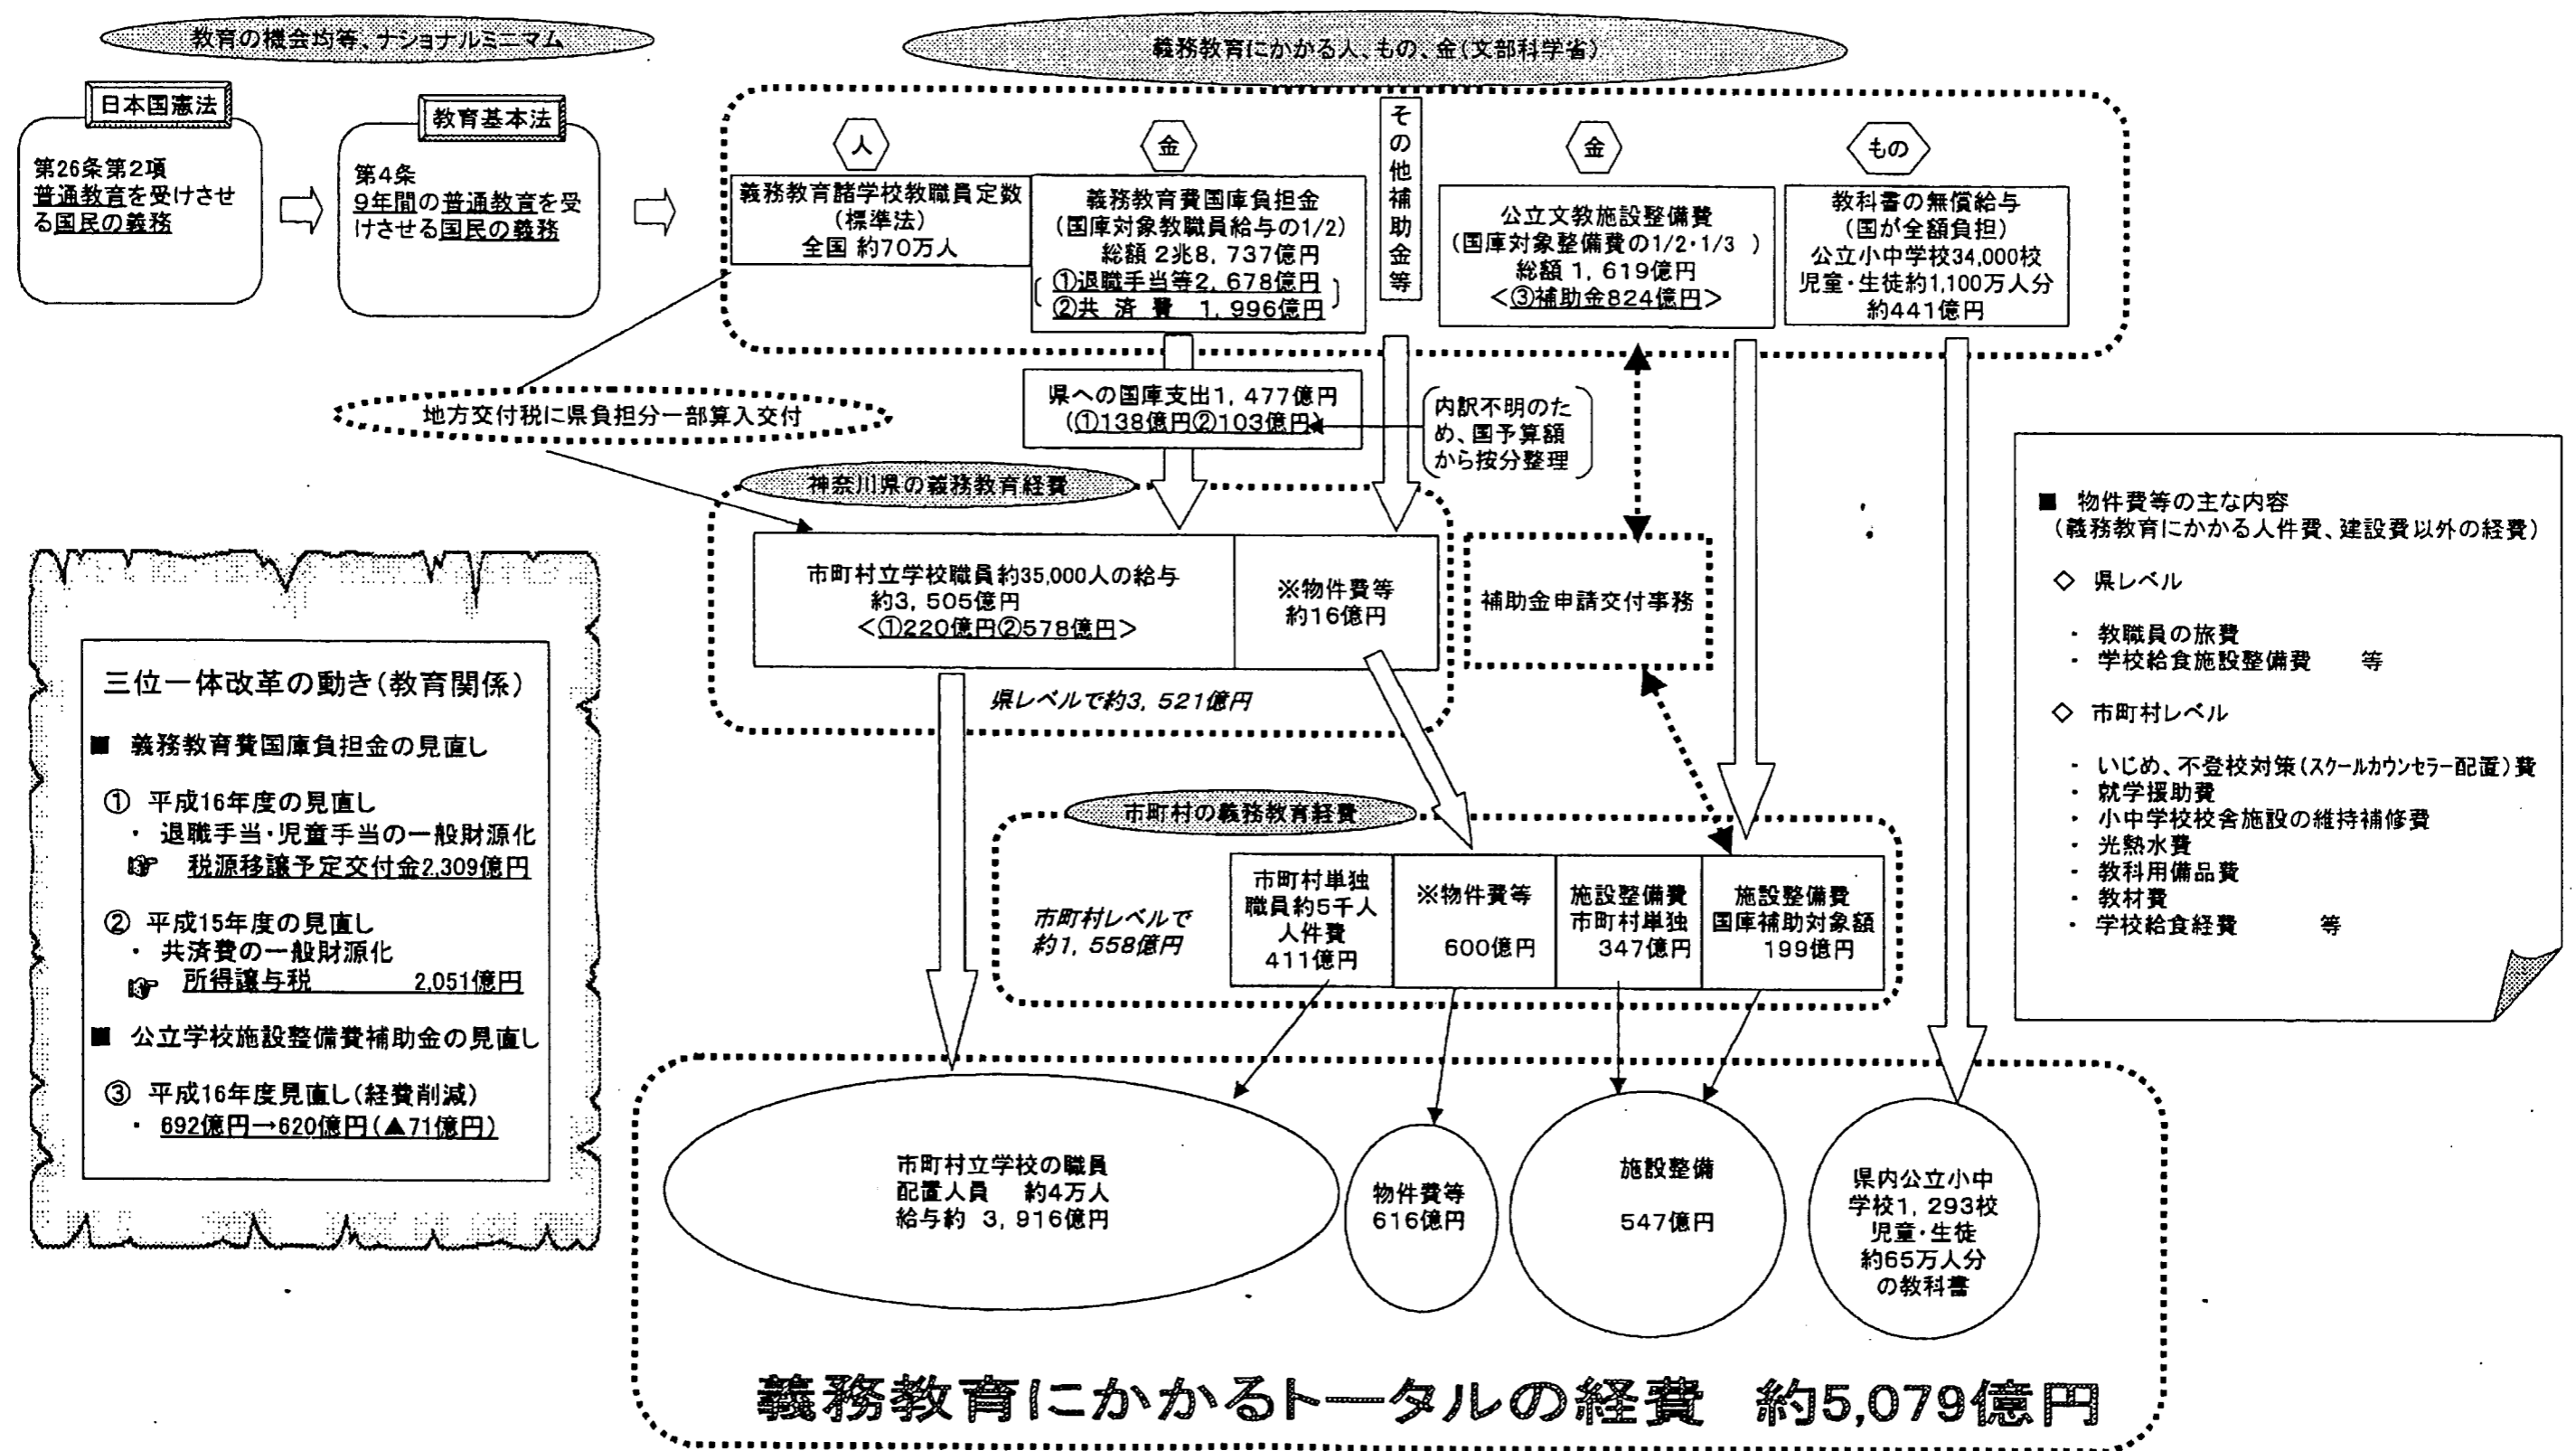 教育の機会均等、ナショナルミニマム
義務教育にかかる人、もの、金(文部科学省)
日本国憲法
第26条第2項
普通教育を受けさせ
る国民の義務
教育基本法
第4条
9年間の普通教育を受
けさせる国民の義務
人
義務教育諸学校教職員定数
(標準法)
全国 約70万人
金
義務教育費国庫負担金
(国庫対象教職員給与の1/2)
総額 2兆8,737億円
①退職手当等2,678億円
②共 済 費 1,996億円
その他補助金等
金
公立文教施設整備費
(国庫対象整備費の1/2・1/3 )
総額 1,619億円
<③補助金824億円>
もの
教科書の無償給与
(国が全額負担)
公立小中学校34,000校
児童・生徒約1,100万人分
約441億円
地方交付税に県負担分一部算入交付
県への国庫支出1,477億円
(①138億円②103億円)
内訳不明のた
め、国予算額
から按分整理
神奈川県の義務教育経費
市町村立学校職員約35,000人の給与
約3,505億円
<①220億円②578億円>
※物件費等
約16億円
県レベルで約3,521億円
補助金申請交付事務
市町村の義務教育経費
市町村レベルで
約1,558億円
市町村単独
職員約5千人
人件費
411億円
※物件費等
600億円
施設整備費
市町村単独
347億円
施設整備費
国庫補助対象額
199億円
■ 物件費等の主な内容
(義務教育にかかる人件費、建設費以外の経費)
◇ 県レベル
・ 教職員の旅費
・ 学校給食施設整備費 等
◇ 市町村レベル
・ いじめ、不登校対策(スクールカウンセラー配置)費
・ 就学援助費
・ 小中学校校舎施設の維持補修費
・ 光熱水費
・ 教科用備品費
・ 教材費
・ 学校給食経費 等
三位一体改革の動き(教育関係)
■ 義務教育費国庫負担金の見直し
① 平成16年度の見直し
・ 退職手当・児童手当の一般財源化
☞ 税源移譲予定交付金2,309億円
② 平成15年度の見直し
・ 共済費の一般財源化
☞ 所得譲与税 2,051億円
■ 公立学校施設整備費補助金の見直し
③ 平成16年度見直し(経費削減)
・ 692億円→620億円(▲71億円)
市町村立学校の職員
配置人員 約4万人
給与約 3,916億円
物件費等
616億円
施設整備
547億円
県内公立小中
学校1,293校
児童・生徒
約65万人分
の教科書
義務教育にかかるトータルの経費 約5,079億円